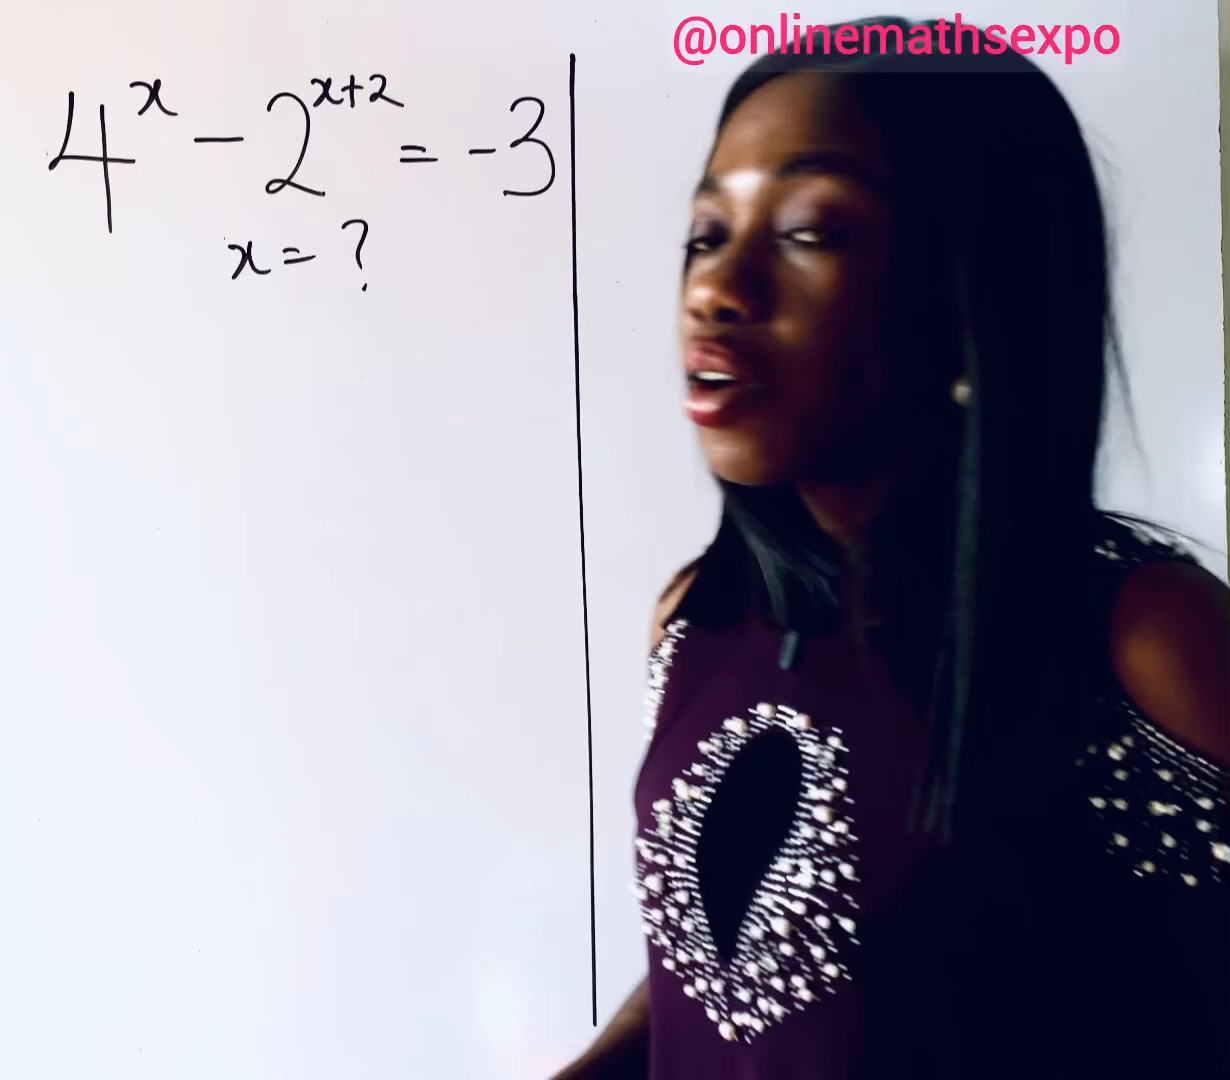 @onlinemathsexpo
4^x - 2^{x+2} = -3
x = ?